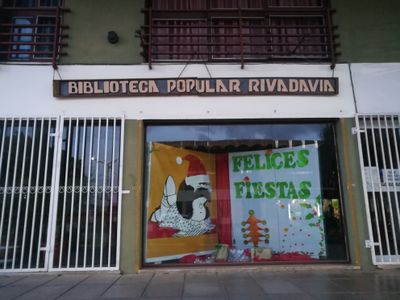 BIBLIOTECA POPULAR RIVADAVIA
FELICES
FIESTAS